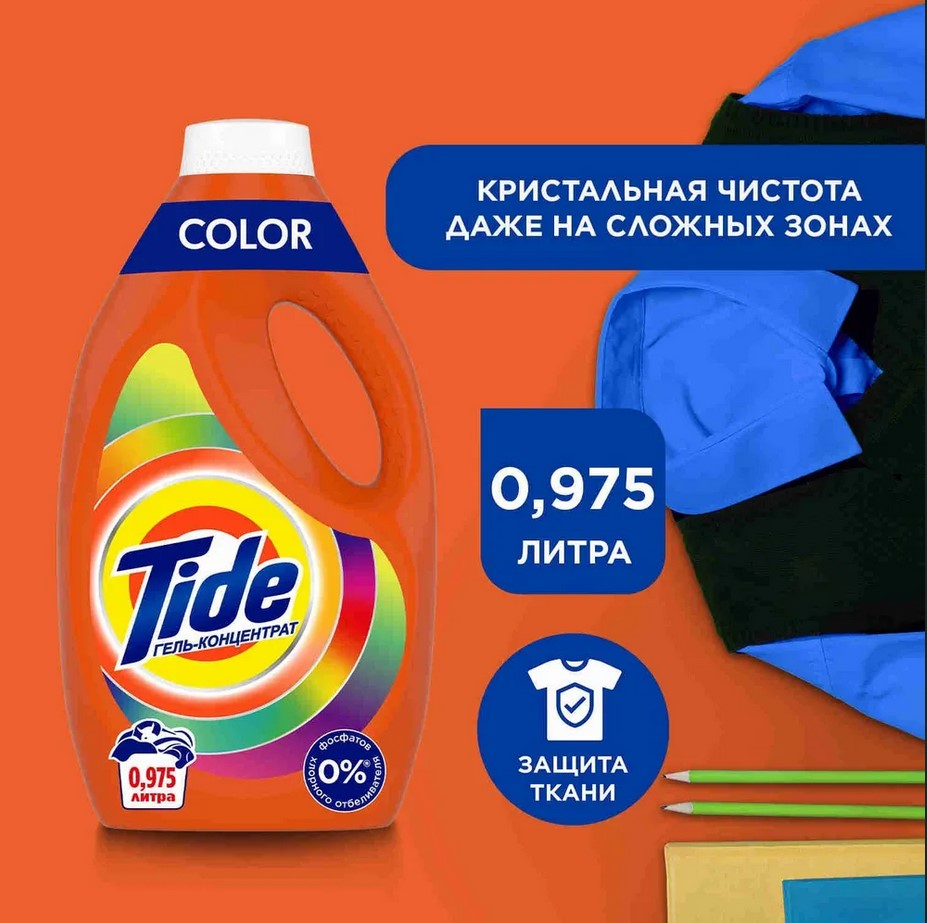 COLOR
КРИСТАЛЬНАЯ ЧИСТОТА
ДАЖЕ НА СЛОЖНЫХ ЗОНАХ
0,975
ЛИТРА
Tide
ГЕЛЬ-КОНЦЕНТРАТ
0,975
литра
фосфатов
0%*
хлорного отбеливателя
ЗАЩИТА
ТКАНИ